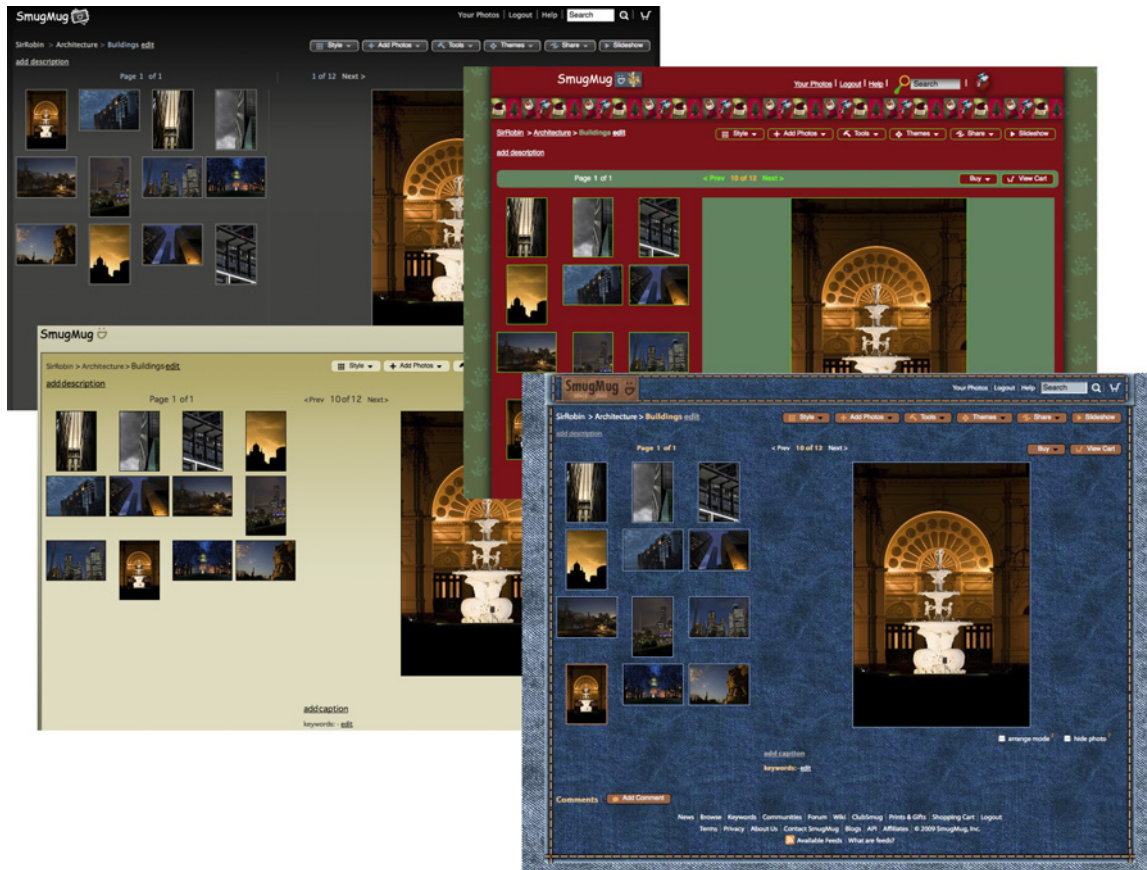 SmugMug
Your Photos | Logout | Help | Search
SirRobin > Architecture > Buildings edit
Style + Add Photos Tools Themes Share Slideshow
add description
Page 1 of 1
1 of 12 Next >
SmugMug
Your Photos | Logout | Help | Search
SirRobin > Architecture > Buildings edit
Style + Add Photos Tools Themes Share Slideshow
add description
Page 1 of 1
< Prev 10 of 12 Next >
Buy View Cart
SmugMug
SirRobin > Architecture > Buildings edit
Style + Add Photos
add description
Page 1 of 1
< Prev 10 of 12 Next >
add caption
keywords: - edit
SmugMug
Your Photos | Logout | Help | Search
SirRobin > Architecture > Buildings edit
Style + Add Photos Tools Themes Share Slideshow
add description
Page 1 of 1
< Prev 10 of 12 Next >
Buy View Cart
arrange mode ? hide photo ?
add caption
keywords: - edit
Comments Add Comment
News | Browse | Keywords | Communities | Forum | Wiki | ClubSmug | Prints & Gifts | Shopping Cart | Logout
Terms | Privacy | About Us | Contact SmugMug | Blogs | API | Affiliates | © 2009 SmugMug, Inc.
Available Feeds | What are feeds?